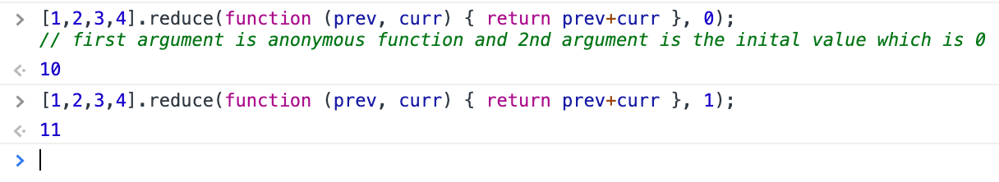 > [1,2,3,4].reduce(function (prev, curr) { return prev+curr }, 0);
// first argument is anonymous function and 2nd argument is the inital value which is 0
<· 10
> [1,2,3,4].reduce(function (prev, curr) { return prev+curr }, 1);
<· 11
>